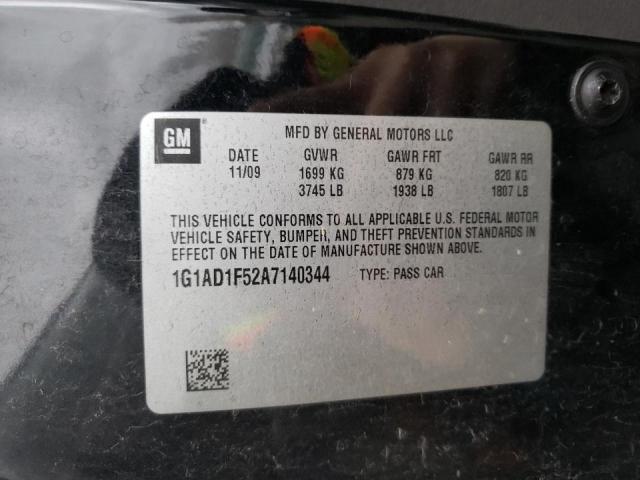 GM
MFD BY GENERAL MOTORS LLC
DATE GVWR GAWR FRT GAWR RR
11/09 1699 KG 879 KG 820 KG
3745 LB 1938 LB 1807 LB
THIS VEHICLE CONFORMS TO ALL APPLICABLE U.S. FEDERAL MOTOR
VEHICLE SAFETY, BUMPER, AND THEFT PREVENTION STANDARDS IN
EFFECT ON THE DATE OF MANUFACTURE SHOWN ABOVE.
1G1AD1F52A7140344 TYPE: PASS CAR